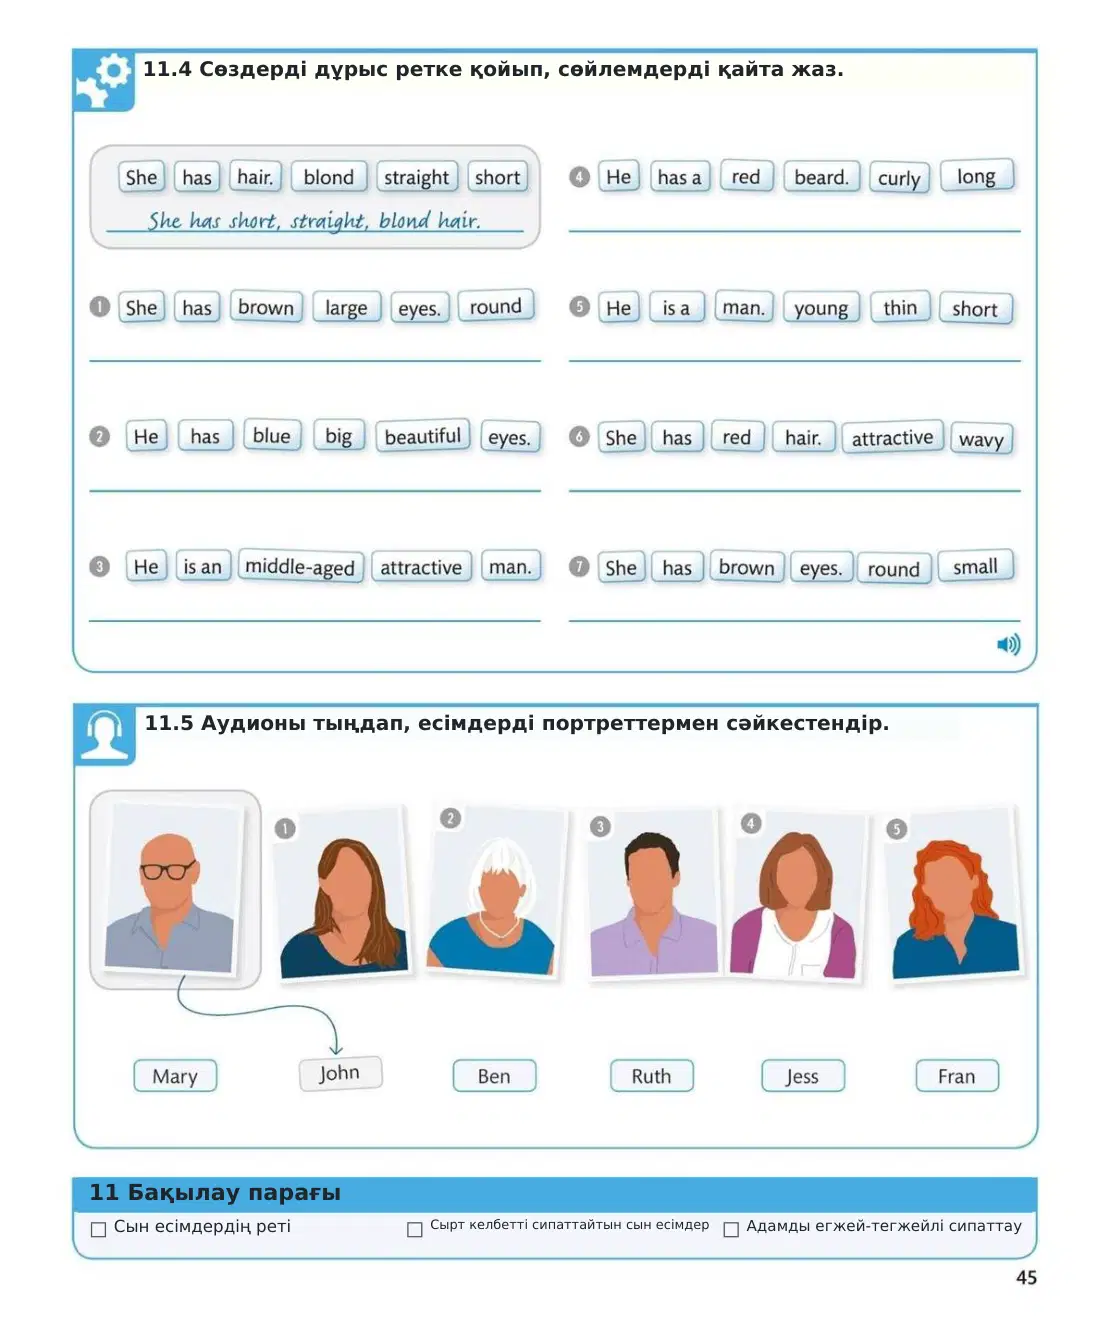 11.4 Сөздерді дұрыс ретке қойып, сөйлемдерді қайта жаз.
She has hair. blond straight short
She has short, straight, blond hair.
1 She has brown large eyes. round
2 He has blue big beautiful eyes.
3 He is an middle-aged attractive man.
4 He has a red beard. curly long
5 He is a man. young thin short
6 She has red hair. attractive wavy
7 She has brown eyes. round small
11.5 Аудионы тыңдап, есімдерді портреттермен сәйкестендір.
1 2 3 4 5
Mary John Ben Ruth Jess Fran
11 Бақылау парағы
Сын есімдердің реті Сырт келбетті сипаттайтын сын есімдер Адамды егжей-тегжейлі сипаттау
45